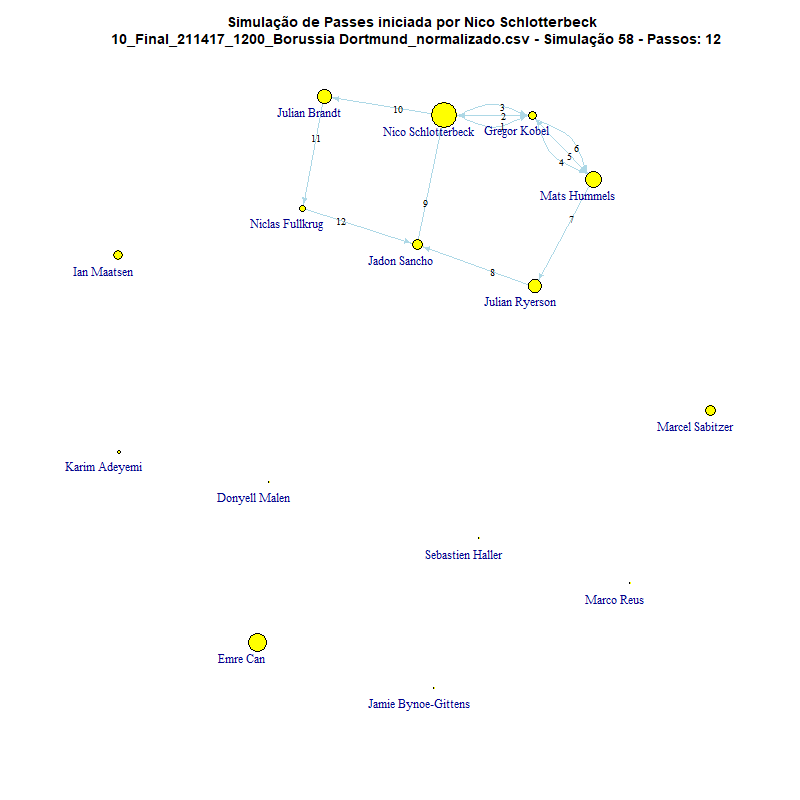 Simulação de Passes iniciada por Nico Schlotterbeck
10_Final_211417_1200_Borussia Dortmund_normalizado.csv - Simulação 58 - Passos: 12
10
3
2
1
Julian Brandt
Nico Schlotterbeck
Gregor Kobel
11
6
5
4
Mats Hummels
9
7
12
Niclas Fullkrug
Jadon Sancho
8
Ian Maatsen
Julian Ryerson
Marcel Sabitzer
Karim Adeyemi
Donyell Malen
Sebastien Haller
Marco Reus
Emre Can
Jamie Bynoe-Gittens